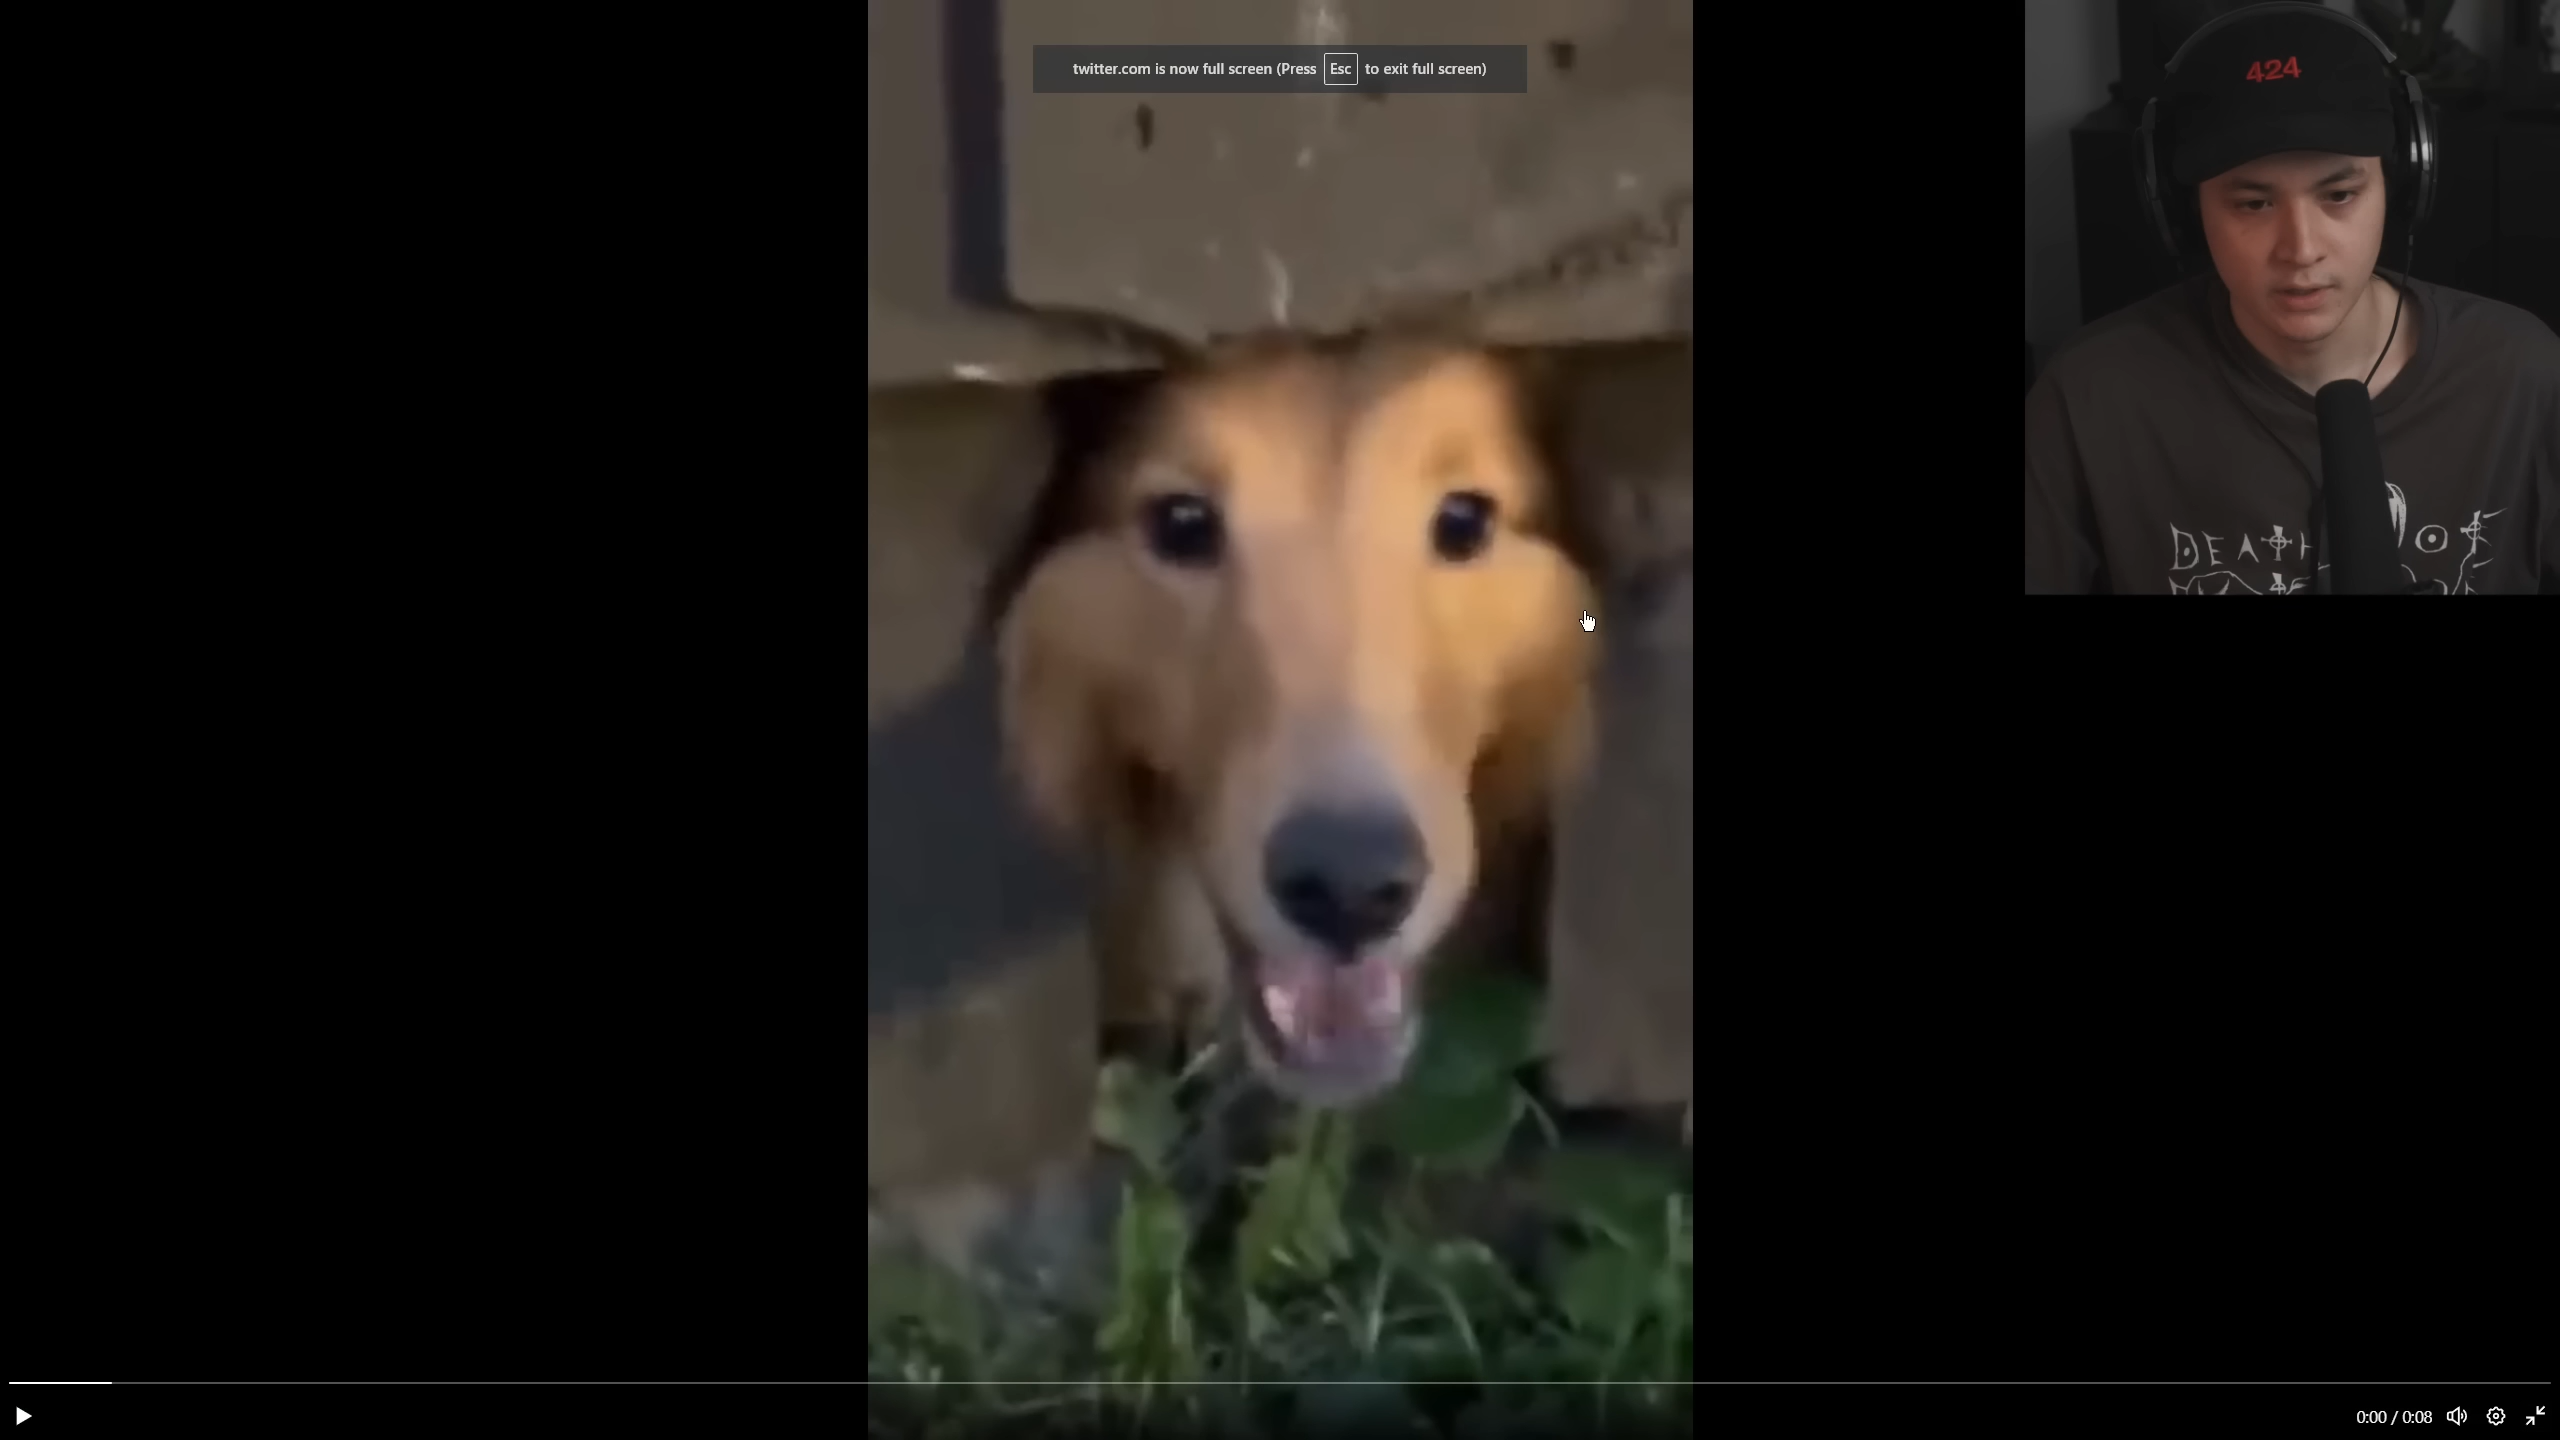 twitter.com is now full screen (Press Esc to exit full screen)
424
0:00 / 0:08